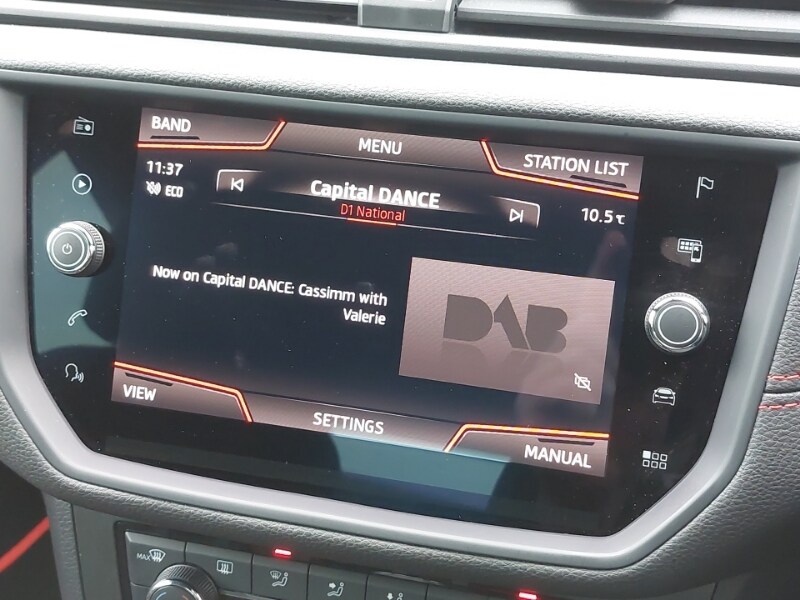 BAND
MENU
STATION LIST
11:37
ECO
Capital DANCE
D1 National
10.5℃
Now on Capital DANCE: Cassimm with
Valerie
DAB
VIEW
SETTINGS
MANUAL
MAX